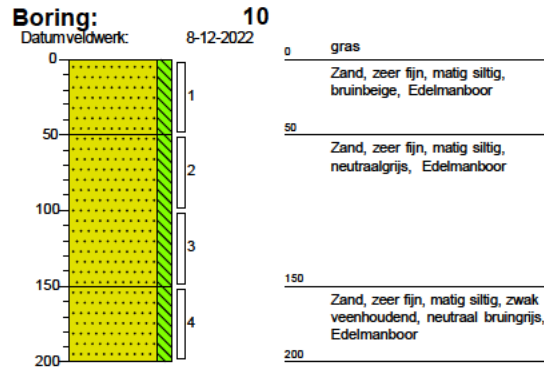 Boring: 10
Datum veldwerk: 8-12-2022
0
50
100
150
200
1
2
3
4
0 gras
Zand, zeer fijn, matig siltig,
bruinbeige, Edelmanboor
50
Zand, zeer fijn, matig siltig,
neutraalgrijs, Edelmanboor
150
Zand, zeer fijn, matig siltig, zwak
veenhoudend, neutraal bruingrijs,
Edelmanboor
200